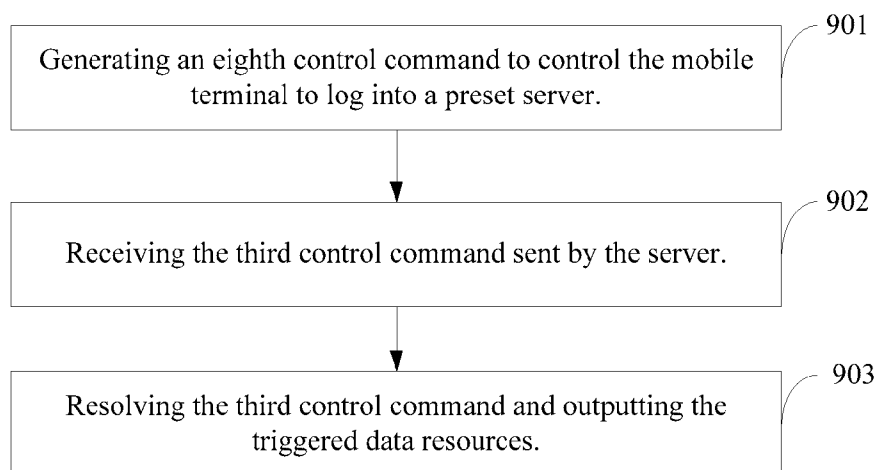 901
Generating an eighth control command to control the mobile
terminal to log into a preset server.
902
Receiving the third control command sent by the server.
903
Resolving the third control command and outputting the
triggered data resources.